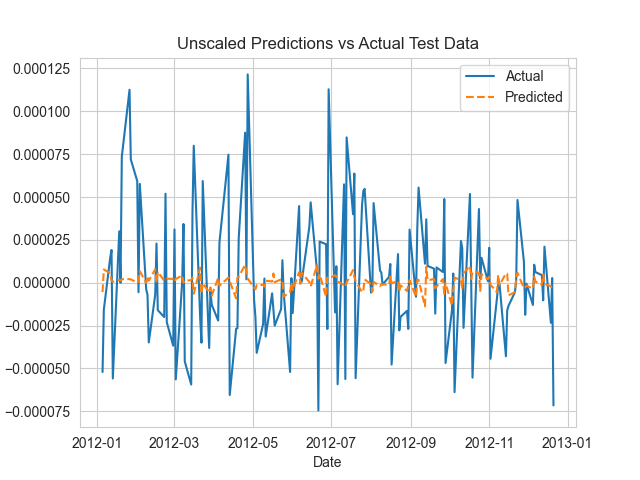 Unscaled Predictions vs Actual Test Data
Actual
Predicted
0.000125
0.000100
0.000075
0.000050
0.000025
0.000000
−0.000025
−0.000050
−0.000075
2012-01 2012-03 2012-05 2012-07 2012-09 2012-11 2013-01
Date